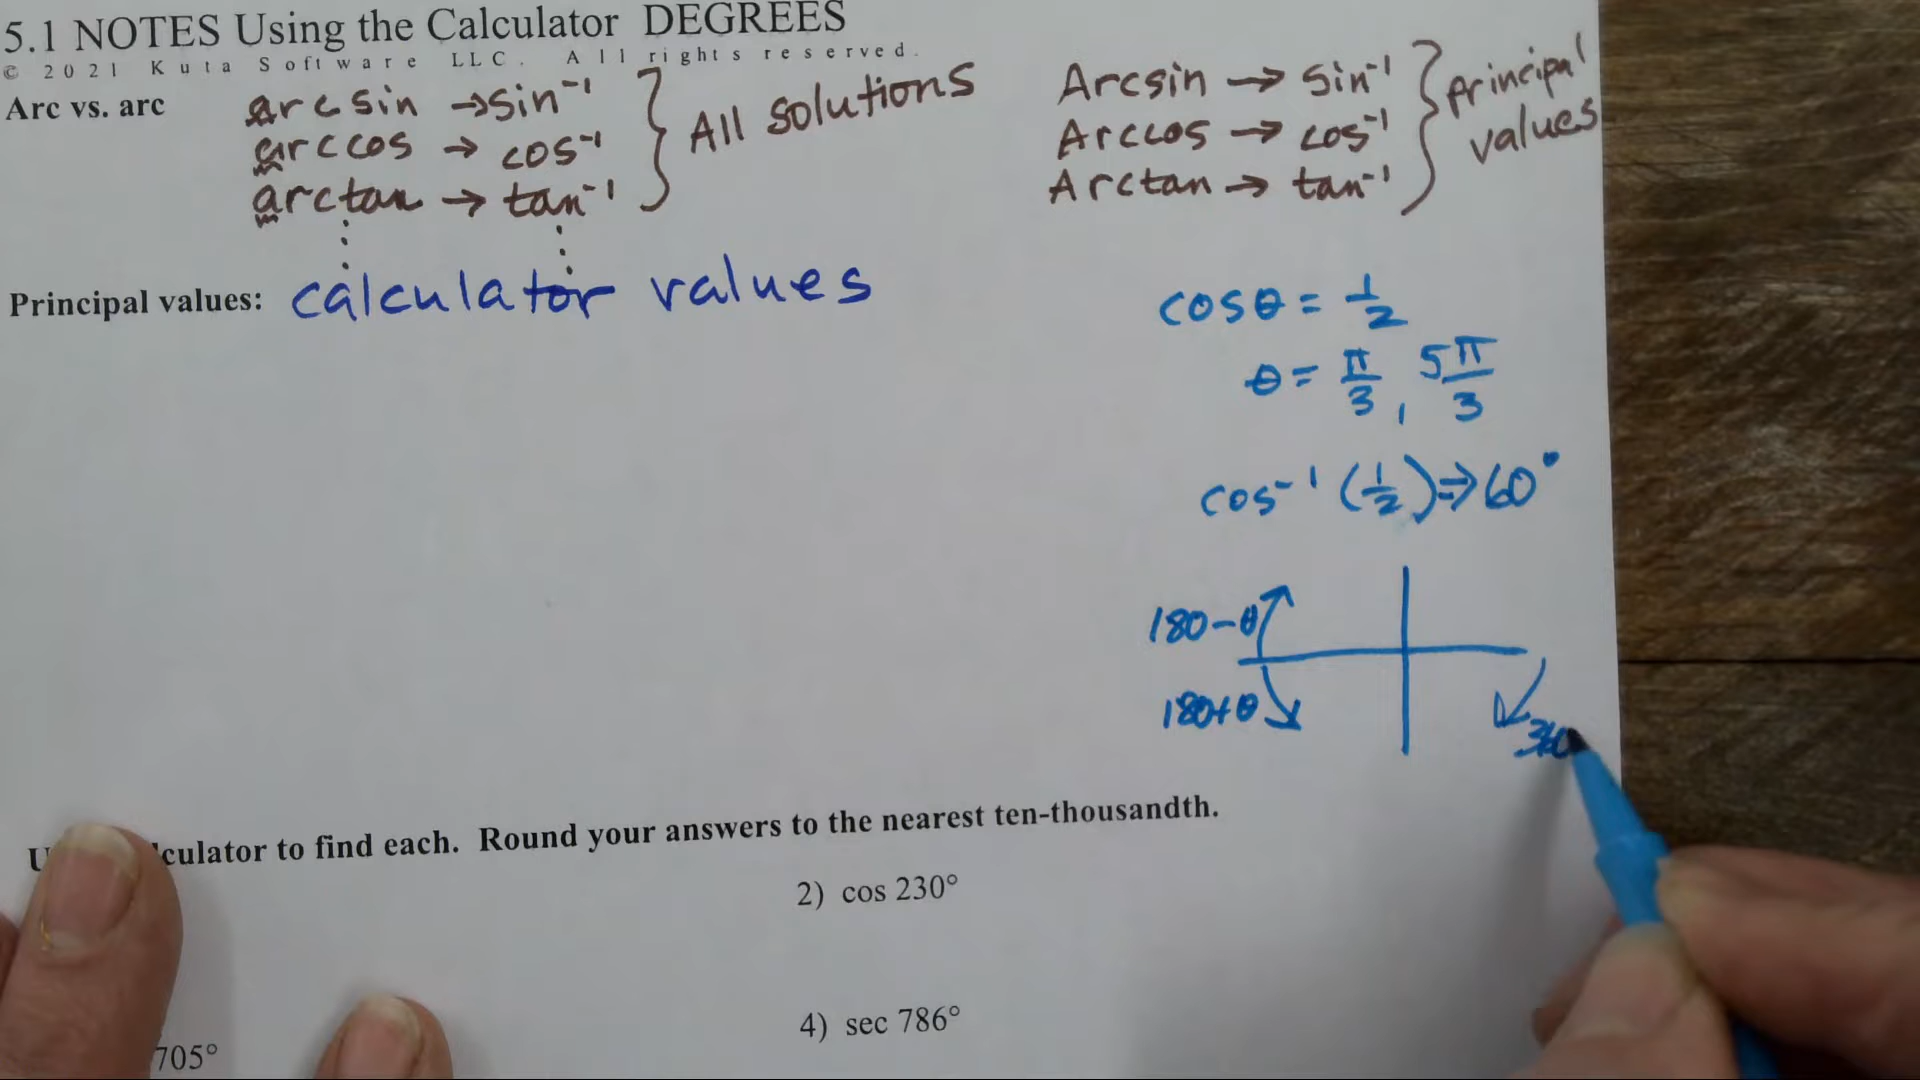 5.1 NOTES Using the Calculator DEGREES
© 2021 Kuta Software LLC. All rights reserved.
Arc vs. arc
arcsin → sin⁻¹
arccos → cos⁻¹
arctan → tan⁻¹
All solutions
Arcsin → sin⁻¹
Arccos → cos⁻¹
Arctan → tan⁻¹
principal
values
Principal values: calculator values
cosθ = 1/2
θ = π/3, 5π/3
cos⁻¹ (1/2) ⇒ 60°
180-θ
180+θ
360
culator to find each. Round your answers to the nearest ten-thousandth.
2) cos 230°
4) sec 786°
705°